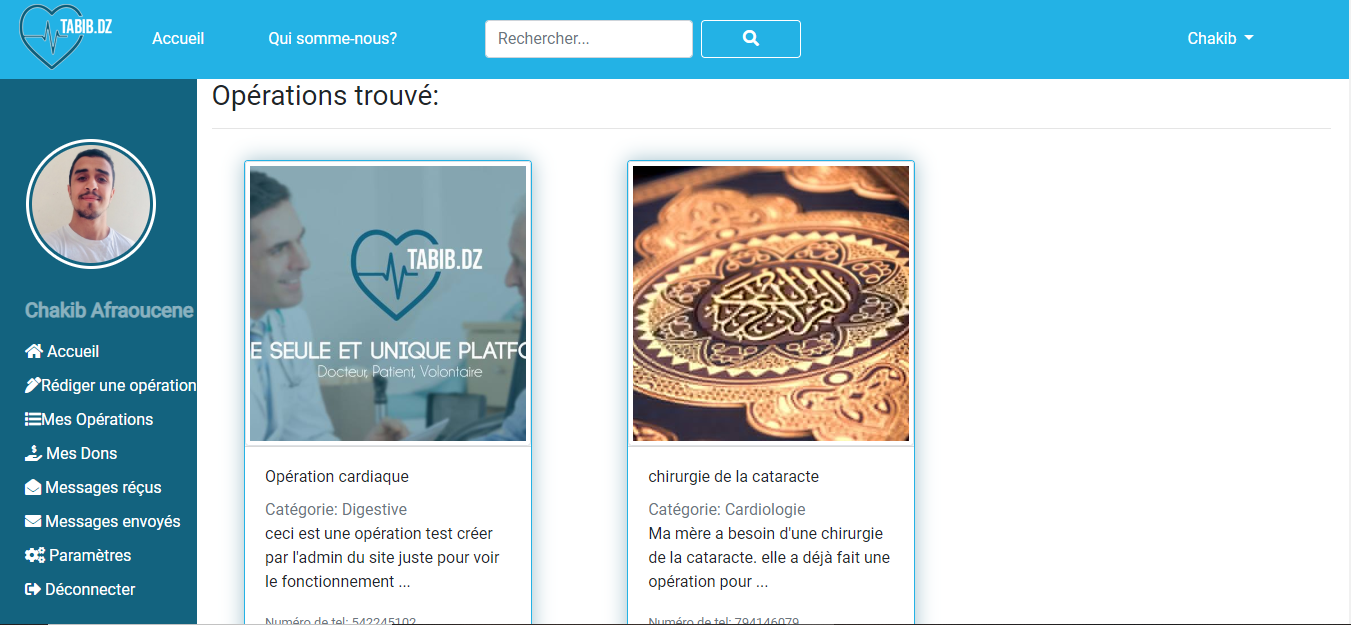 TABIB.DZ
Accueil
Qui somme-nous?
Rechercher...
Chakib
Opérations trouvé:
Chakib Afraoucene
Accueil
Rédiger une opération
Mes Opérations
Mes Dons
Messages réçus
Messages envoyés
Paramètres
Déconnecter
TABIB.DZ
E SEULE ET UNIQUE PLATFO
Docteur, Patient, Volontaire
Opération cardiaque
Catégorie: Digestive
ceci est une opération test créer
par l'admin du site juste pour voir
le fonctionnement ...
Numéro de tel: 542245102
chirurgie de la cataracte
Catégorie: Cardiologie
Ma mère a besoin d'une chirurgie
de la cataracte. elle a déjà fait une
opération pour ...
Numéro de tel: 794146079